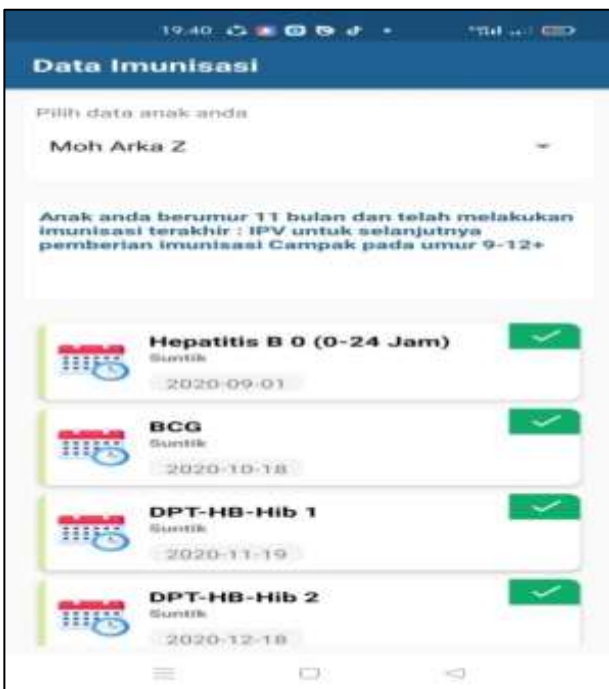 19.40
Data Imunisasi
Pilih data anak anda
Moh Arka Z
Anak anda berumur 11 bulan dan telah melakukan
imunisasi terakhir : IPV untuk selanjutnya
pemberian imunisasi Campak pada umur 9-12+
Hepatitis B 0 (0-24 Jam)
Suntik
2020-09-01
BCG
Suntik
2020-10-18
DPT-HB-Hib 1
Suntik
2020-11-19
DPT-HB-Hib 2
Suntik
2020-12-18